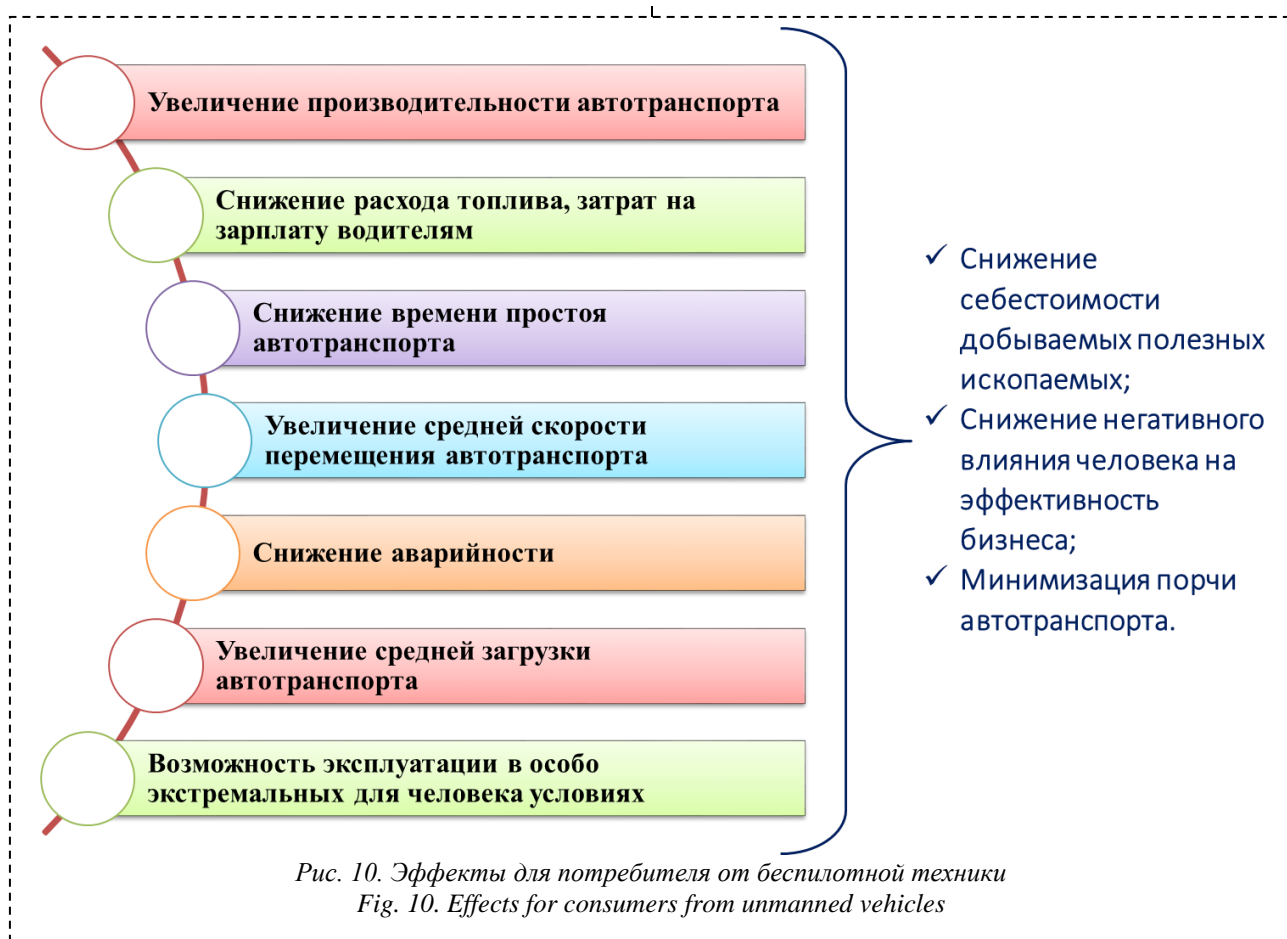 Увеличение производительности автотранспорта
Снижение расхода топлива, затрат на
зарплату водителям
Снижение времени простоя
автотранспорта
Увеличение средней скорости
перемещения автотранспорта
Снижение аварийности
Увеличение средней загрузки
автотранспорта
Возможность эксплуатации в особо
экстремальных для человека условиях
✓ Снижение
себестоимости
добываемых полезных
ископаемых;
✓ Снижение негативного
влияния человека на
эффективность
бизнеса;
✓ Минимизация порчи
автотранспорта.
Рис. 10. Эффекты для потребителя от беспилотной техники
Fig. 10. Effects for consumers from unmanned vehicles